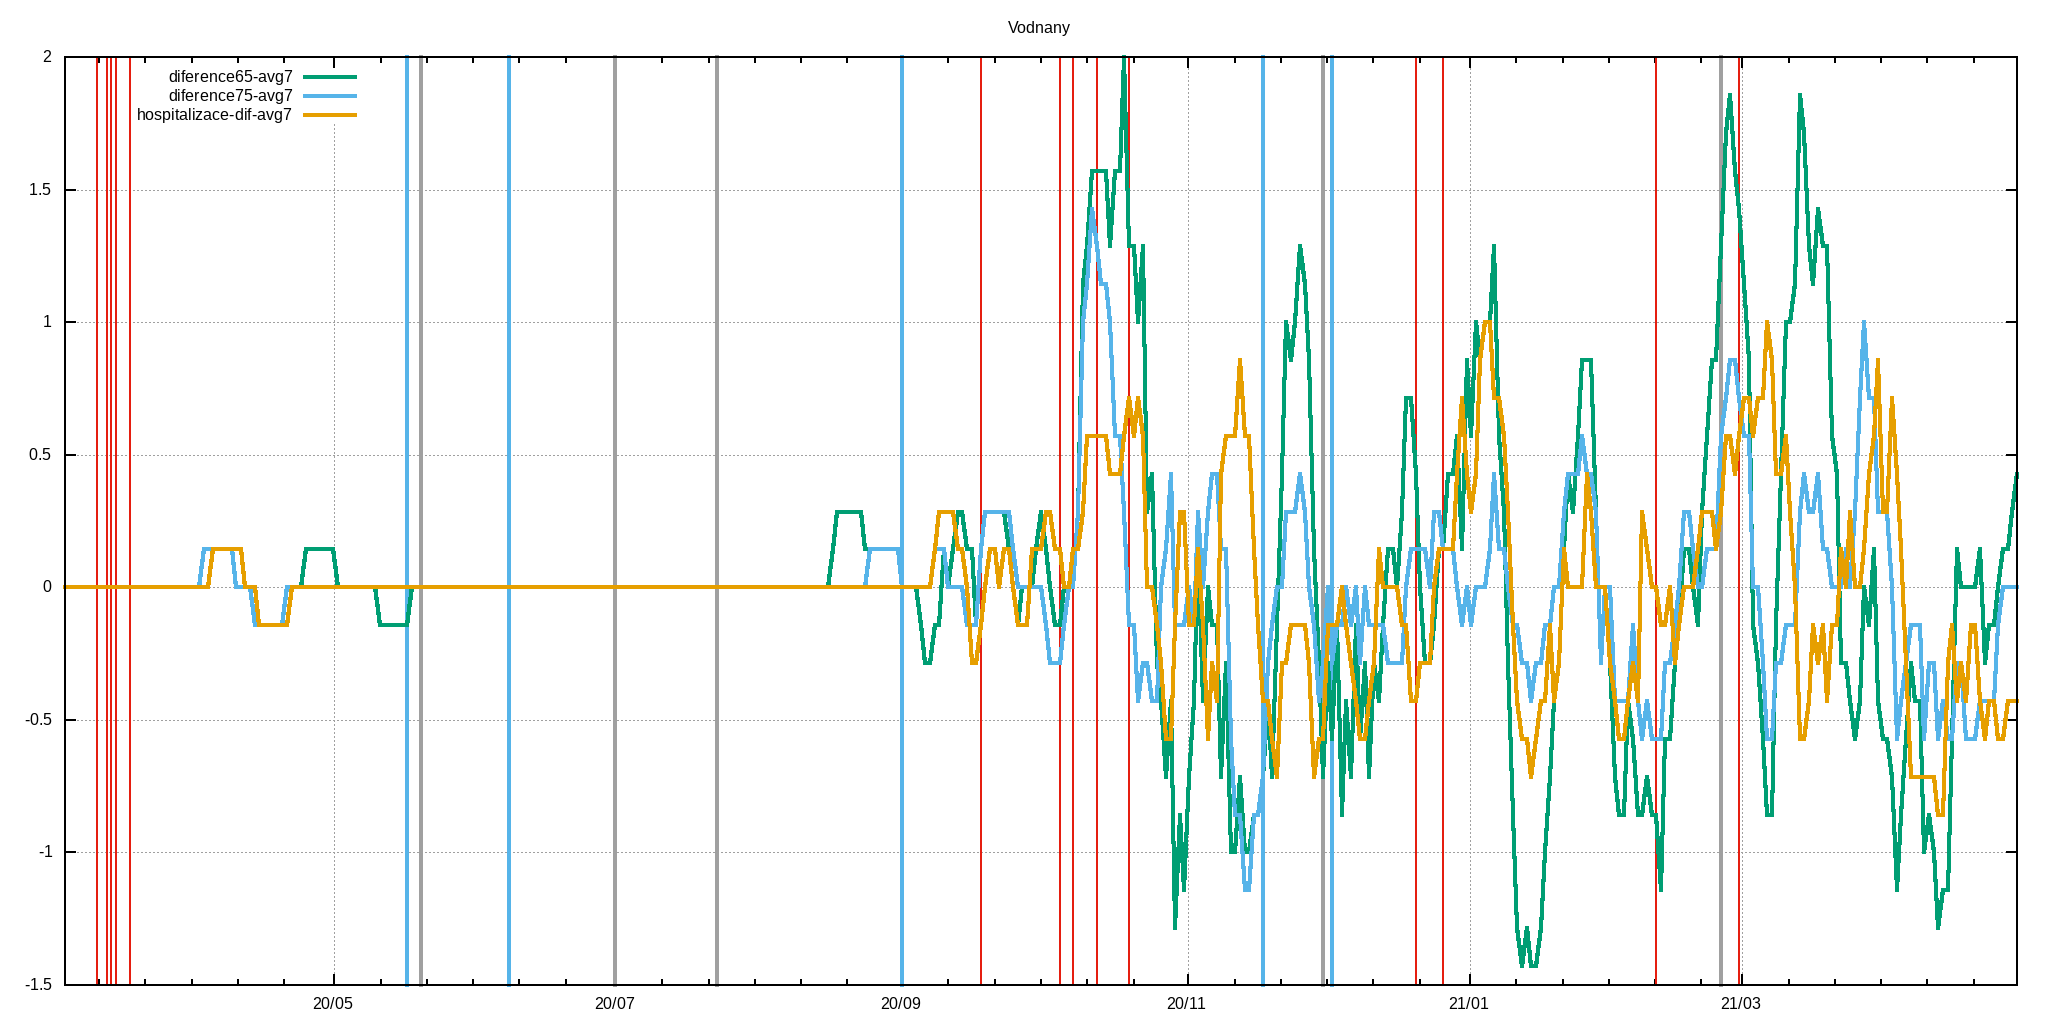 Vodnany
diference65-avg7
diference75-avg7
hospitalizace-dif-avg7
2
1.5
1
0.5
0
-0.5
-1
-1.5
20/05 20/07 20/09 20/11 21/01 21/03